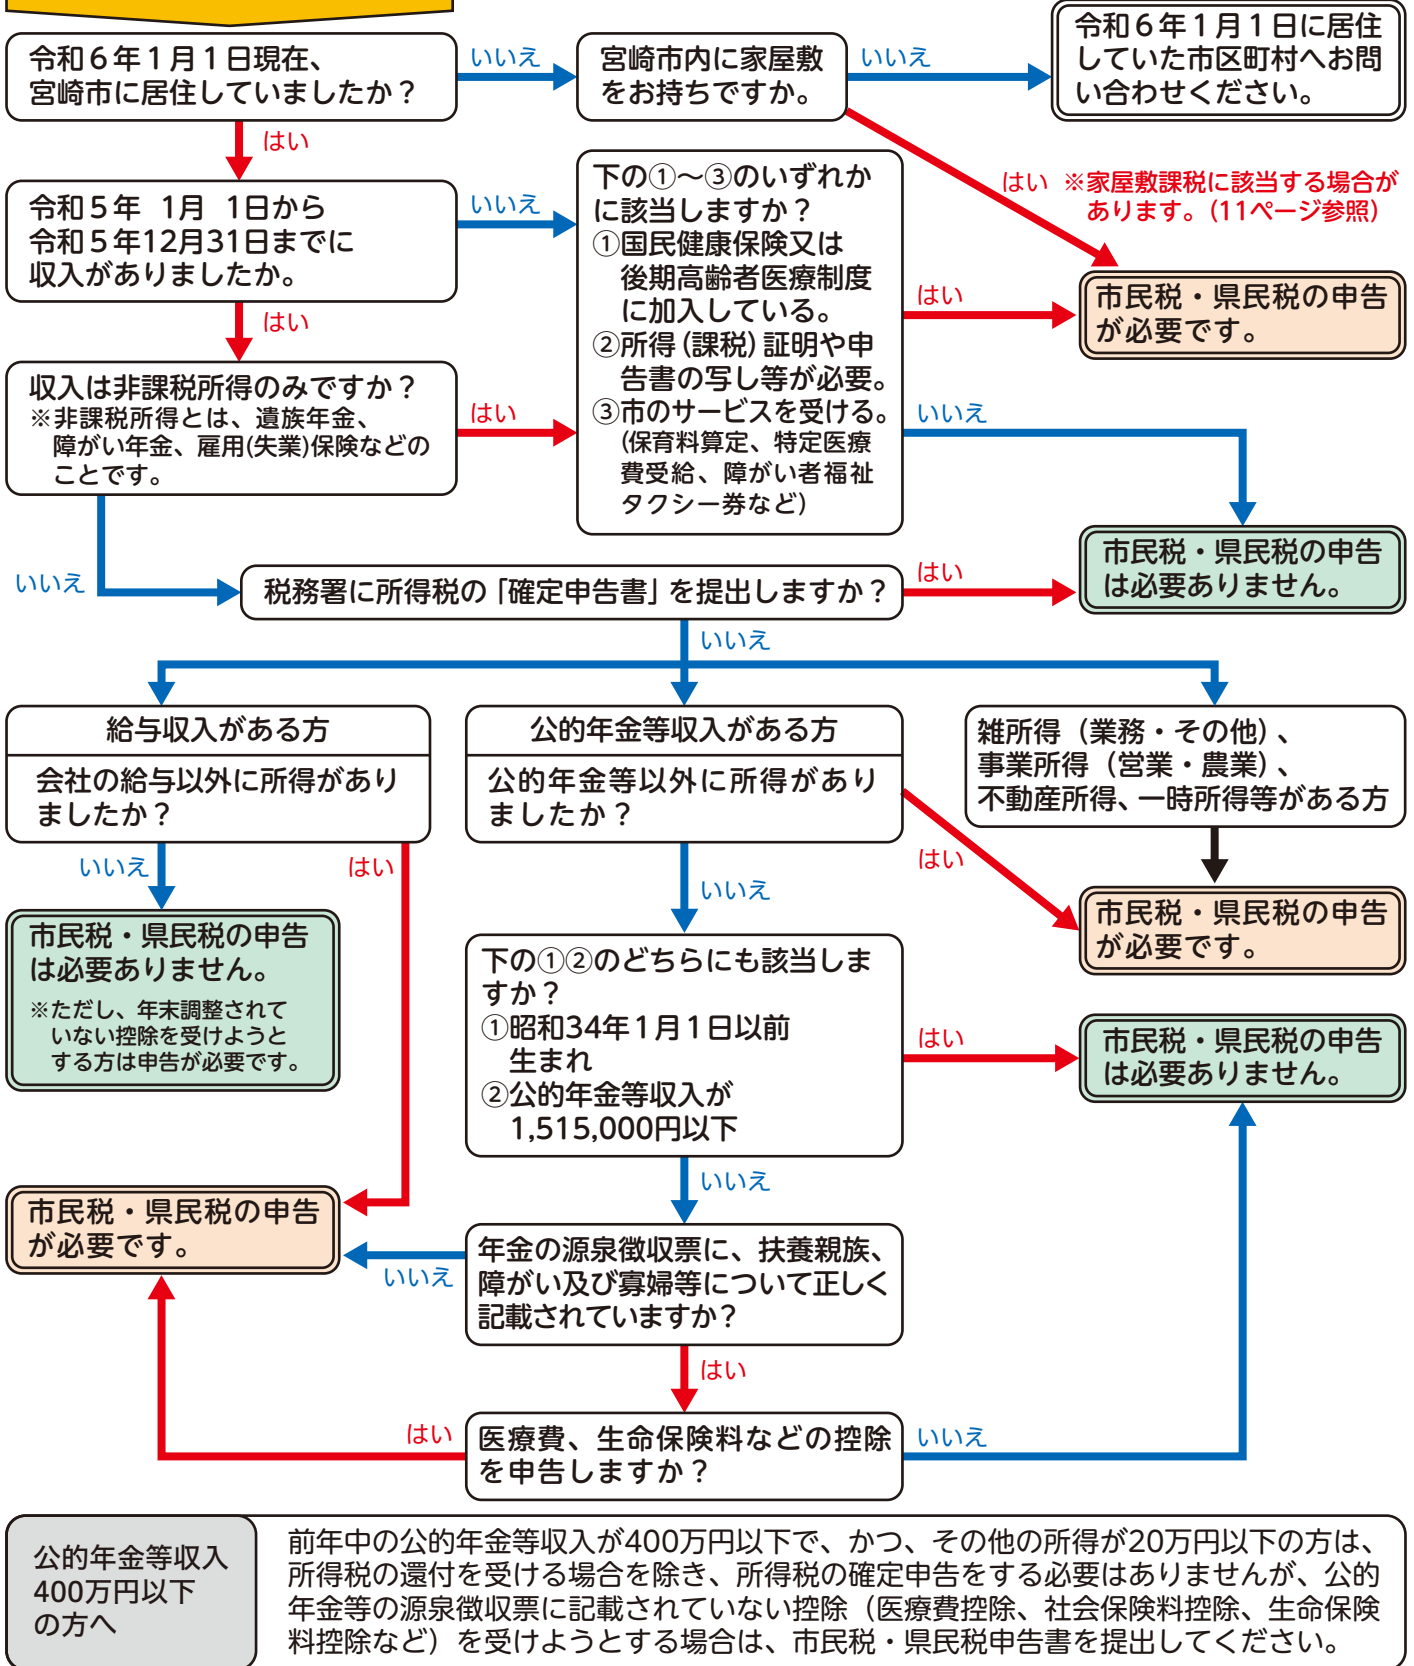 令和６年１月１日現在、
宮崎市に居住していましたか？
いいえ
宮崎市内に家屋敷
をお持ちですか。
いいえ
令和６年１月１日に居住
していた市区町村へお問
い合わせください。
はい
はい ※家屋敷課税に該当する場合が
あります。（11ページ参照）
令和５年 1月 1日から
令和５年12月31日までに
収入がありましたか。
いいえ
下の①～③のいずれか
に該当しますか？
①国民健康保険又は
後期高齢者医療制度
に加入している。
②所得（課税）証明や申
告書の写し等が必要。
③市のサービスを受ける。
（保育料算定、特定医療
費受給、障がい者福祉
タクシー券など）
はい
市民税・県民税の申告
が必要です。
はい
収入は非課税所得のみですか？
※非課税所得とは、遺族年金、
障がい年金、雇用(失業)保険などの
ことです。
はい
いいえ
市民税・県民税の申告
は必要ありません。
いいえ
税務署に所得税の「確定申告書」を提出しますか？
はい
いいえ
給与収入がある方
会社の給与以外に所得があり
ましたか？
公的年金等収入がある方
公的年金等以外に所得があり
ましたか？
雑所得（業務・その他）、
事業所得（営業・農業）、
不動産所得、一時所得等がある方
いいえ
はい
いいえ
はい
市民税・県民税の申告
は必要ありません。
※ただし、年末調整されて
いない控除を受けようと
する方は申告が必要です。
市民税・県民税の申告
が必要です。
下の①②のどちらにも該当しま
すか？
①昭和34年１月１日以前
生まれ
②公的年金等収入が
1,515,000円以下
はい
市民税・県民税の申告
は必要ありません。
いいえ
市民税・県民税の申告
が必要です。
いいえ
年金の源泉徴収票に、扶養親族、
障がい及び寡婦等について正しく
記載されていますか？
はい
はい
医療費、生命保険料などの控除
を申告しますか？
いいえ
公的年金等収入
400万円以下
の方へ
前年中の公的年金等収入が400万円以下で、かつ、その他の所得が20万円以下の方は、
所得税の還付を受ける場合を除き、所得税の確定申告をする必要はありませんが、公的
年金等の源泉徴収票に記載されていない控除（医療費控除、社会保険料控除、生命保険
料控除など）を受けようとする場合は、市民税・県民税申告書を提出してください。